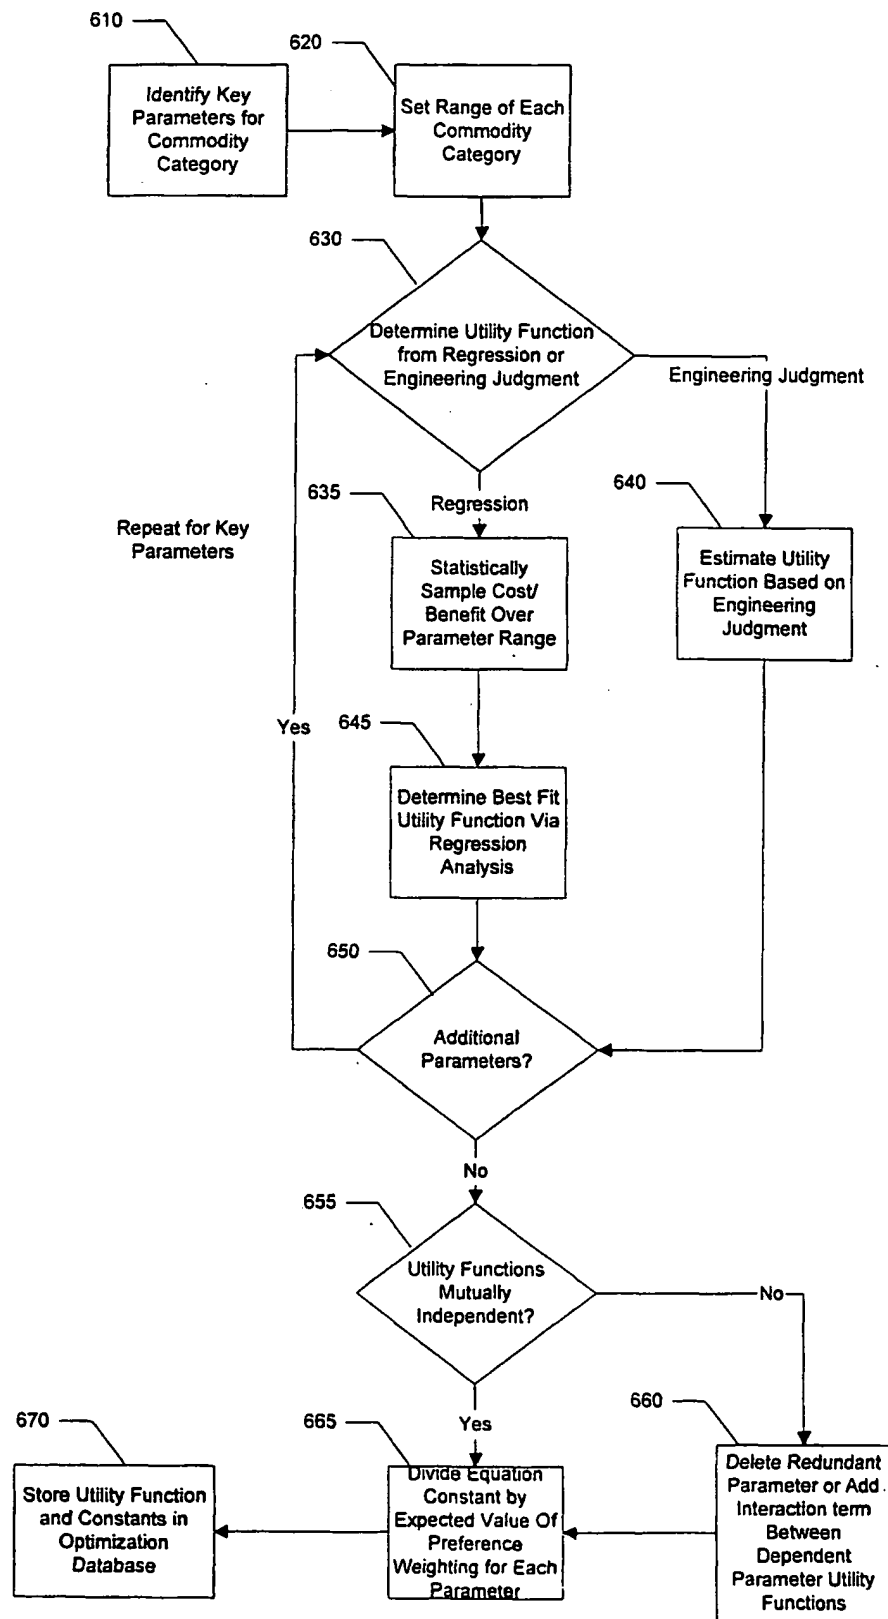 610
Identify Key
Parameters for
Commodity
Category
620
Set Range of Each
Commodity
Category
630
Determine Utility Function
from Regression or
Engineering Judgment
Engineering Judgment
Regression
635
Statistically
Sample Cost/
Benefit Over
Parameter Range
640
Estimate Utility
Function Based on
Engineering
Judgment
Repeat for Key
Parameters
Yes
645
Determine Best Fit
Utility Function Via
Regression
Analysis
650
Additional
Parameters?
No
655
Utility Functions
Mutually
Independent?
No
Yes
660
Delete Redundant
Parameter or Add
Interaction term
Between
Dependent
Parameter Utility
Functions
665
Divide Equation
Constant by
Expected Value Of
Preference
Weighting for Each
Parameter
670
Store Utility Function
and Constants in
Optimization
Database